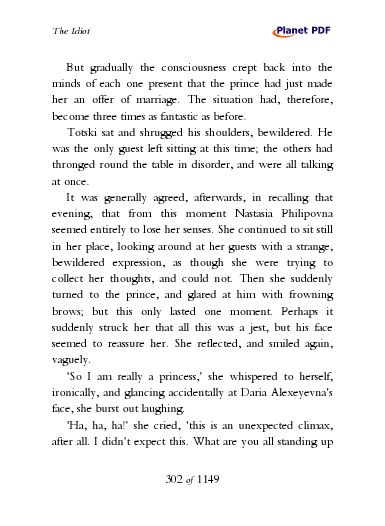 The Idiot
Planet PDF
But gradually the consciousness crept back into the
minds of each one present that the prince had just made
her an offer of marriage. The situation had, therefore,
become three times as fantastic as before.
Totski sat and shrugged his shoulders, bewildered. He
was the only guest left sitting at this time; the others had
thronged round the table in disorder, and were all talking
at once.
It was generally agreed, afterwards, in recalling that
evening, that from this moment Nastasia Philipovna
seemed entirely to lose her senses. She continued to sit still
in her place, looking around at her guests with a strange,
bewildered expression, as though she were trying to
collect her thoughts, and could not. Then she suddenly
turned to the prince, and glared at him with frowning
brows; but this only lasted one moment. Perhaps it
suddenly struck her that all this was a jest, but his face
seemed to reassure her. She reflected, and smiled again,
vaguely.
‘So I am really a princess,’ she whispered to herself,
ironically, and glancing accidentally at Daria Alexeyevna’s
face, she burst out laughing.
‘Ha, ha, ha!’ she cried, ‘this is an unexpected climax,
after all. I didn’t expect this. What are you all standing up
302 of 1149